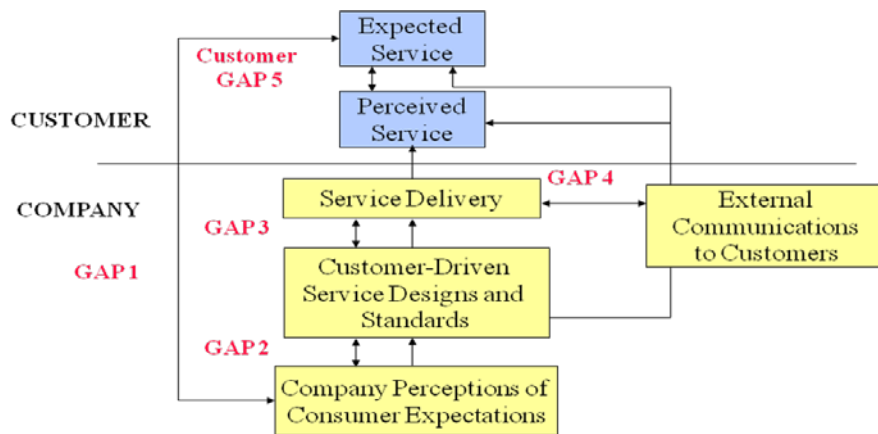 Expected
Service
Customer
GAP 5
Perceived
Service
CUSTOMER
GAP 4
Service Delivery
COMPANY
External
Communications
to Customers
GAP 3
GAP 1
Customer-Driven
Service Designs and
Standards
GAP 2
Company Perceptions of
Consumer Expectations